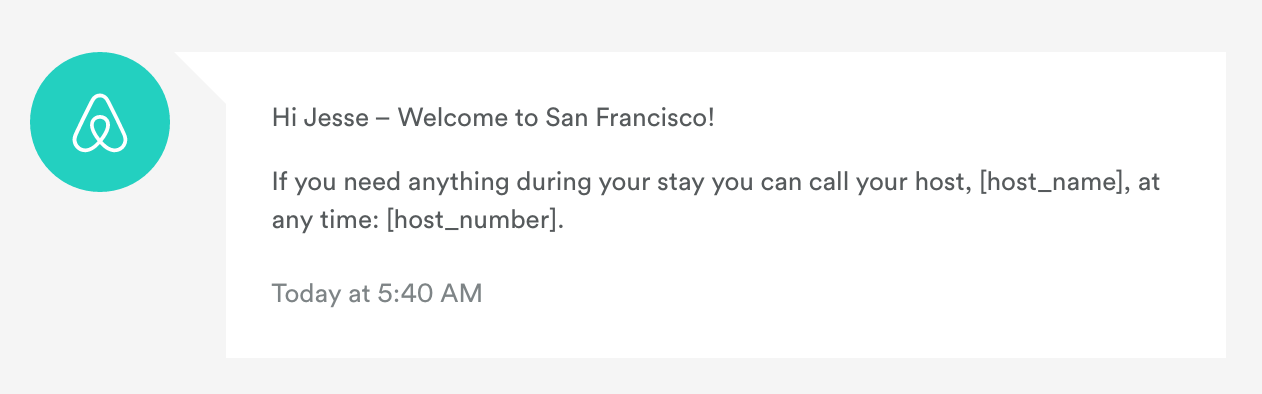 Hi Jesse – Welcome to San Francisco!
If you need anything during your stay you can call your host, [host_name], at
any time: [host_number].
Today at 5:40 AM